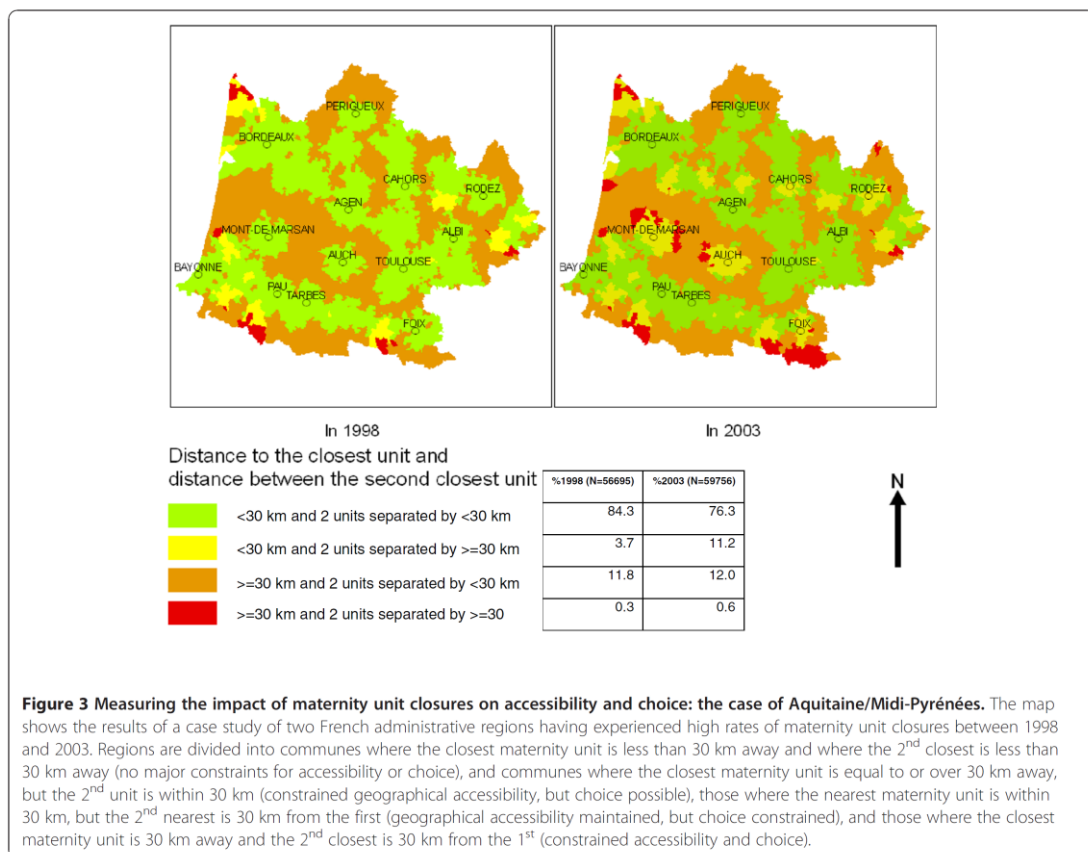 PERIGUEUX
BORDEAUX
CAHORS
RODEZ
AGEN
MONT-DE-MARSAN
ALBI
AUCH
TOULOUSE
BAYONNE
PAU
TARBES
FOIX
PERIGUEUX
BORDEAUX
CAHORS
RODEZ
AGEN
MONT-DE-MARSAN
ALBI
AUCH
TOULOUSE
BAYONNE
PAU
TARBES
FOIX
In 1998
In 2003
Distance to the closest unit and
distance between the second closest unit
%1998 (N=56695) %2003 (N=59756)
<30 km and 2 units separated by <30 km 84.3 76.3
<30 km and 2 units separated by >=30 km 3.7 11.2
>=30 km and 2 units separated by <30 km 11.8 12.0
>=30 km and 2 units separated by >=30 0.3 0.6
N
Figure 3 Measuring the impact of maternity unit closures on accessibility and choice: the case of Aquitaine/Midi-Pyrénées. The map
shows the results of a case study of two French administrative regions having experienced high rates of maternity unit closures between 1998
and 2003. Regions are divided into communes where the closest maternity unit is less than 30 km away and where the 2nd closest is less than
30 km away (no major constraints for accessibility or choice), and communes where the closest maternity unit is equal to or over 30 km away,
but the 2nd unit is within 30 km (constrained geographical accessibility, but choice possible), those where the nearest maternity unit is within
30 km, but the 2nd nearest is 30 km from the first (geographical accessibility maintained, but choice constrained), and those where the closest
maternity unit is 30 km away and the 2nd closest is 30 km from the 1st (constrained accessibility and choice).